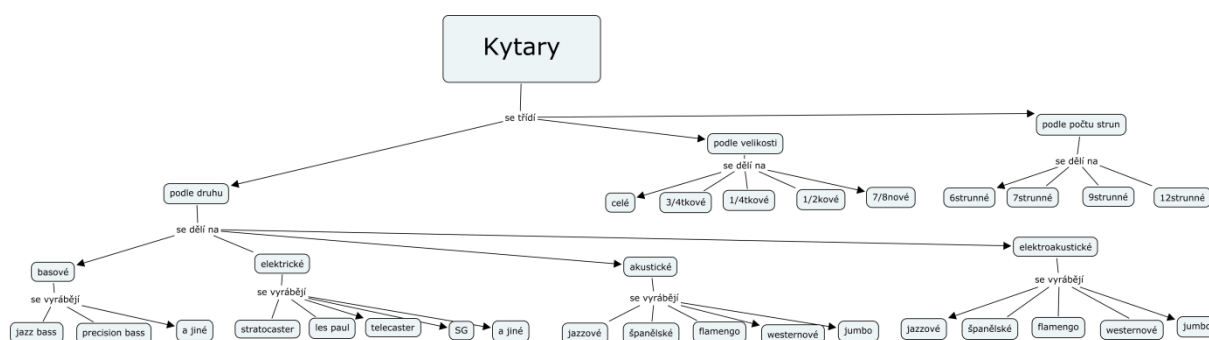 Kytary
se třídí
podle druhu
podle velikosti
podle počtu strun
se dělí na
celé
3/4tkové
1/4tkové
1/2kové
7/8nové
se dělí na
6strunné
7strunné
9strunné
12strunné
se dělí na
basové
elektrické
akustické
elektroakustické
se vyrábějí
jazz bass
precision bass
a jiné
se vyrábějí
stratocaster
les paul
telecaster
SG
a jiné
se vyrábějí
jazzové
španělské
flamengo
westernové
jumbo
se vyrábějí
jazzové
španělské
flamengo
westernové
jumbo